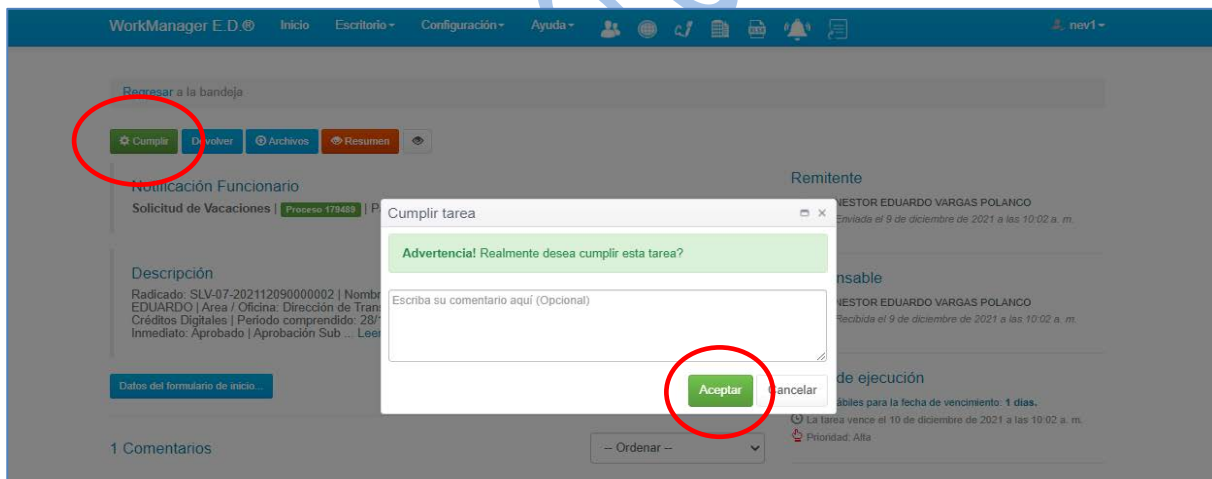 WorkManager E.D.® Inicio Escritorio Configuración Ayuda nev1
Regresar a la bandeja
Cumplir Devolver Archivos Resumen
Notificación Funcionario
Solicitud de Vacaciones | Proceso 179489 | P
Descripción
Radicado: SLV-07-202112090000002 | Nombr
EDUARDO | Area / Oficina: Dirección de Tran
Créditos Digitales | Periodo comprendido: 28/
Inmediato: Aprobado | Aprobación Sub ... Lee
Datos del formulario de inicio...
1 Comentarios
-- Ordenar --
Cumplir tarea
Advertencia! Realmente desea cumplir esta tarea?
Escriba su comentario aquí (Opcional)
Aceptar Cancelar
Remitente
NESTOR EDUARDO VARGAS POLANCO
Enviada el 9 de diciembre de 2021 a las 10:02 a. m.
nsable
NESTOR EDUARDO VARGAS POLANCO
Recibida el 9 de diciembre de 2021 a las 10:02 a. m.
de ejecución
ábiles para la fecha de vencimiento: 1 dias.
La tarea vence el 10 de diciembre de 2021 a las 10:02 a. m.
Prioridad: Alta